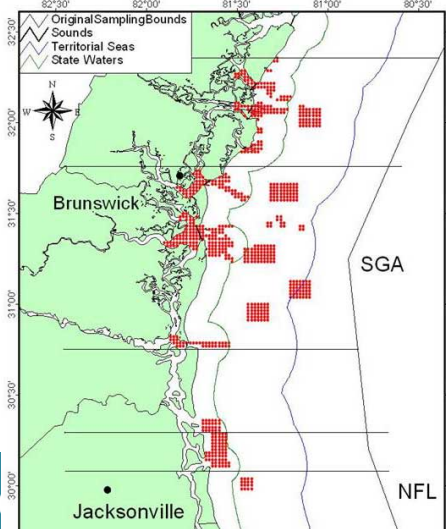 82°30' 82°00' 81°30' 81°00' 80°30'
OriginalSamplingBounds
Sounds
Territorial Seas
State Waters
32°30'
N
W E
S
32°00'
Brunswick
31°30'
SGA
31°00'
30°30'
30°00'
NFL
Jacksonville